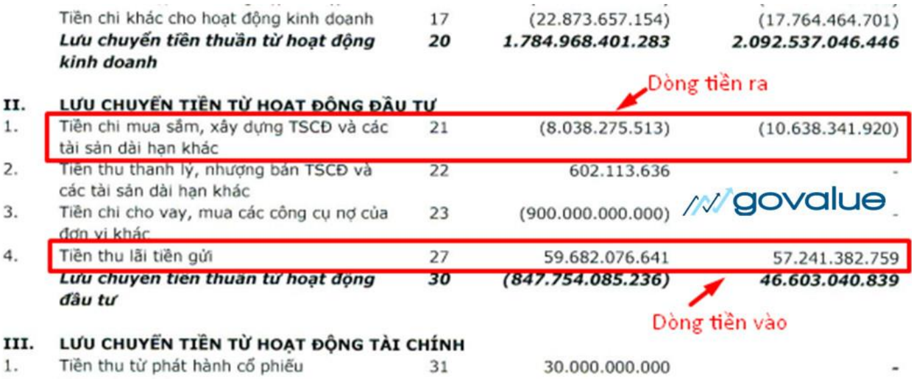 Tiền chi khác cho hoạt động kinh doanh 17 (22.873.657.154) (17.764.464.701)
Lưu chuyển tiền thuần từ hoạt động 20 1.784.968.401.283 2.092.537.046.446
kinh doanh
Dòng tiền ra
II. LƯU CHUYỂN TIỀN TỪ HOẠT ĐỘNG ĐẦU TƯ
1. Tiền chi mua sắm, xây dựng TSCĐ và các 21 (8.038.275.513) (10.638.341.920)
tài sản dài hạn khác
2. Tiền thu thanh lý, nhượng bán TSCĐ và 22 602.113.636 -
các tài sản dài hạn khác
govalue
3. Tiền chi cho vay, mua các công cụ nợ của 23 (900.000.000.000) -
đơn vị khác
4. Tiền thu lãi tiền gửi 27 59.682.076.641 57.241.382.759
Lưu chuyển tiền thuần từ hoạt động 30 (847.754.085.236) 46.603.040.839
đầu tư
Dòng tiền vào
III. LƯU CHUYỂN TIỀN TỪ HOẠT ĐỘNG TÀI CHÍNH
1. Tiền thu từ phát hành cổ phiếu 31 30.000.000.000 -